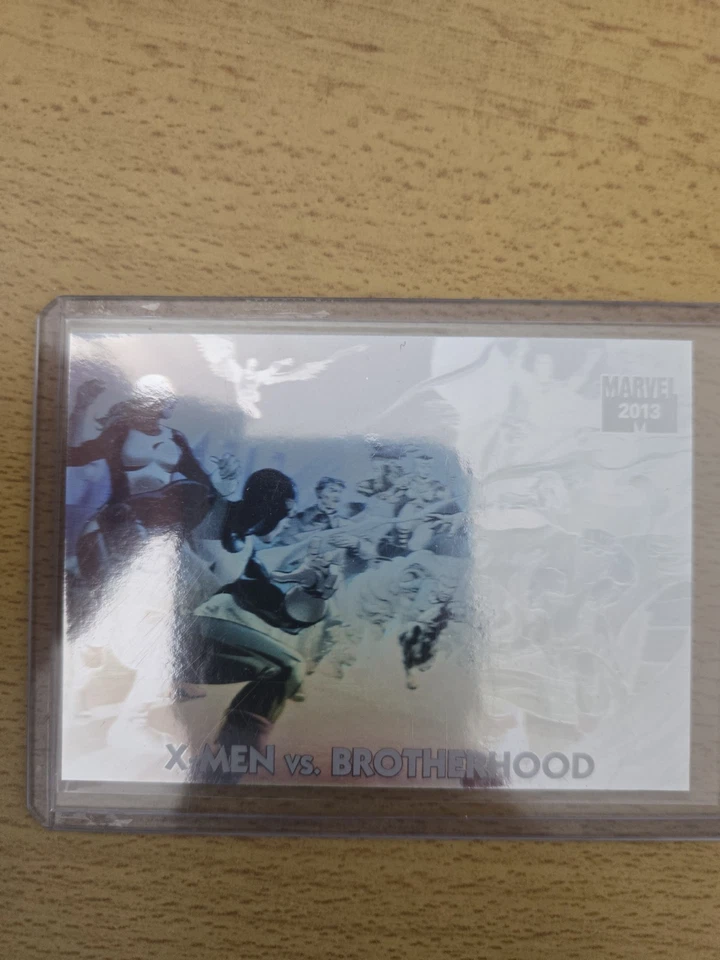 MARVEL
2013
X-MEN vs. BROTHERHOOD